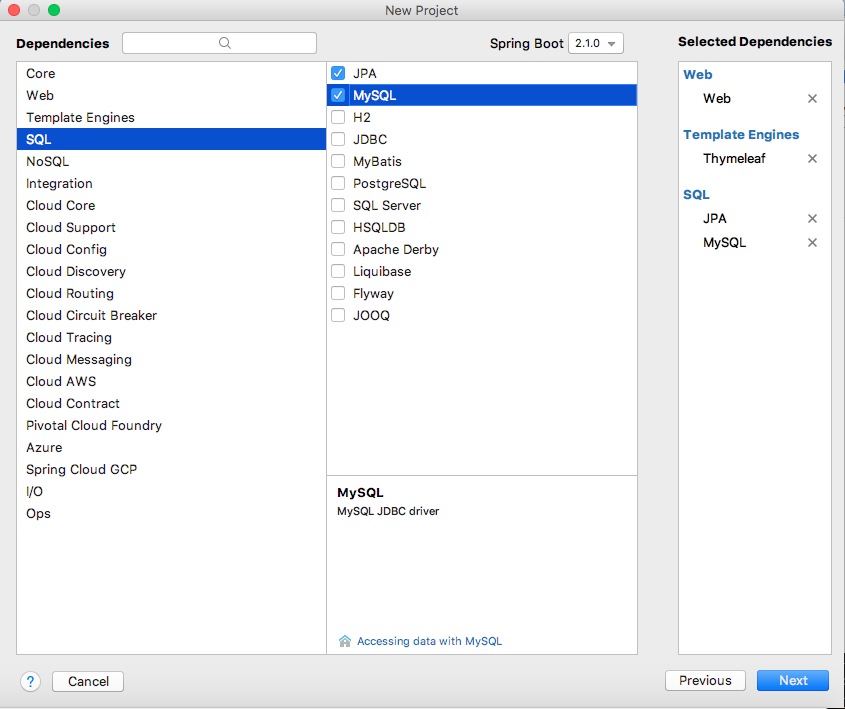 New Project
Dependencies
Spring Boot 2.1.0
Selected Dependencies
Core
Web
Template Engines
SQL
NoSQL
Integration
Cloud Core
Cloud Support
Cloud Config
Cloud Discovery
Cloud Routing
Cloud Circuit Breaker
Cloud Tracing
Cloud Messaging
Cloud AWS
Cloud Contract
Pivotal Cloud Foundry
Azure
Spring Cloud GCP
I/O
Ops
JPA
MySQL
H2
JDBC
MyBatis
PostgreSQL
SQL Server
HSQLDB
Apache Derby
Liquibase
Flyway
JOOQ
MySQL
MySQL JDBC driver
Accessing data with MySQL
Web
Web
Template Engines
Thymeleaf
SQL
JPA
MySQL
?
Cancel
Previous
Next